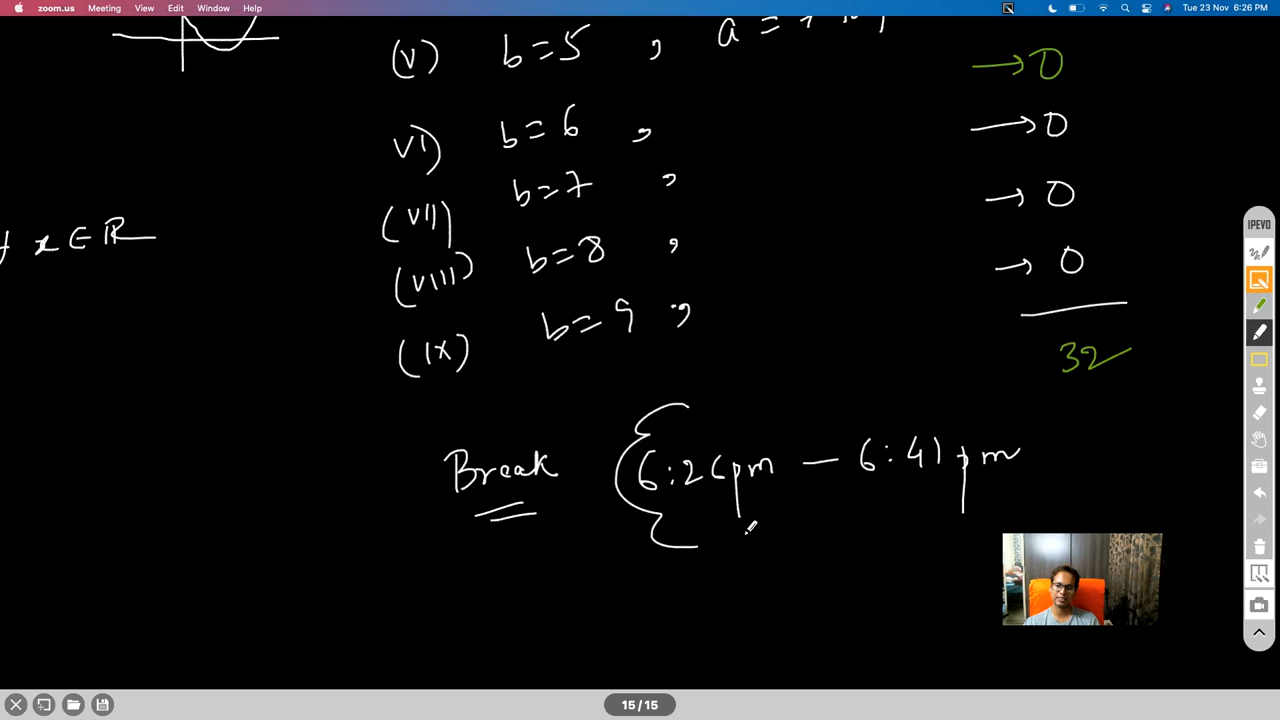 zoom.us Meeting View Edit Window Help Tue 23 Nov 6:26 PM
(V) b=5 , a = → 0
VI) b=6 , → 0
(VII) b=7 , → 0
(VIII) b=8 , → 0
(IX) b=9 ,
x ∈ ℝ
32
Break {6:26pm — 6:41pm
IPEVO
15/15